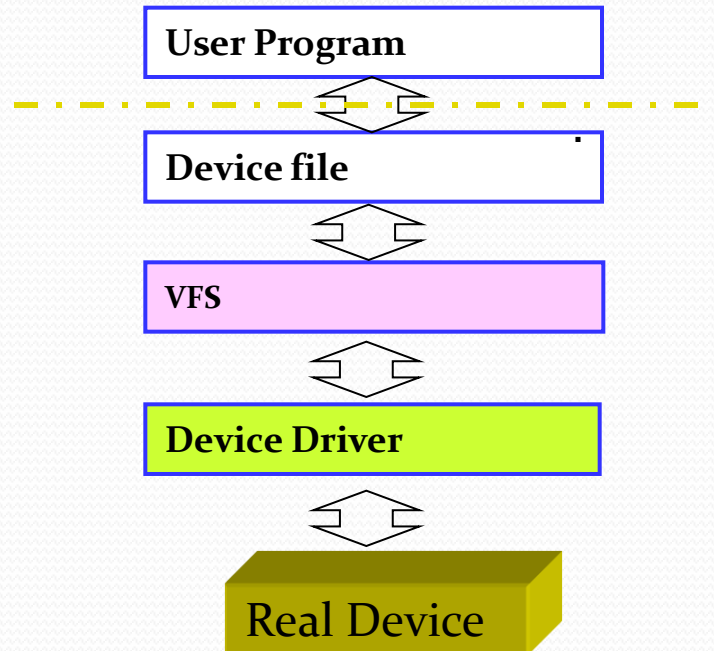 User Program
Device file
VFS
Device Driver
Real Device